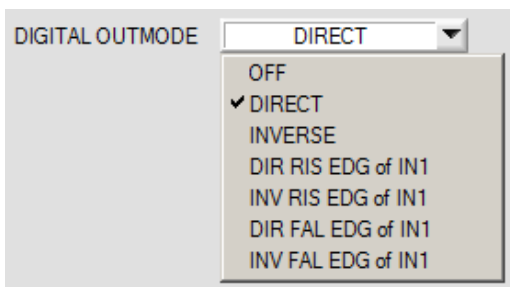 DIGITAL OUTMODE DIRECT
OFF
DIRECT
INVERSE
DIR RIS EDG of IN1
INV RIS EDG of IN1
DIR FAL EDG of IN1
INV FAL EDG of IN1